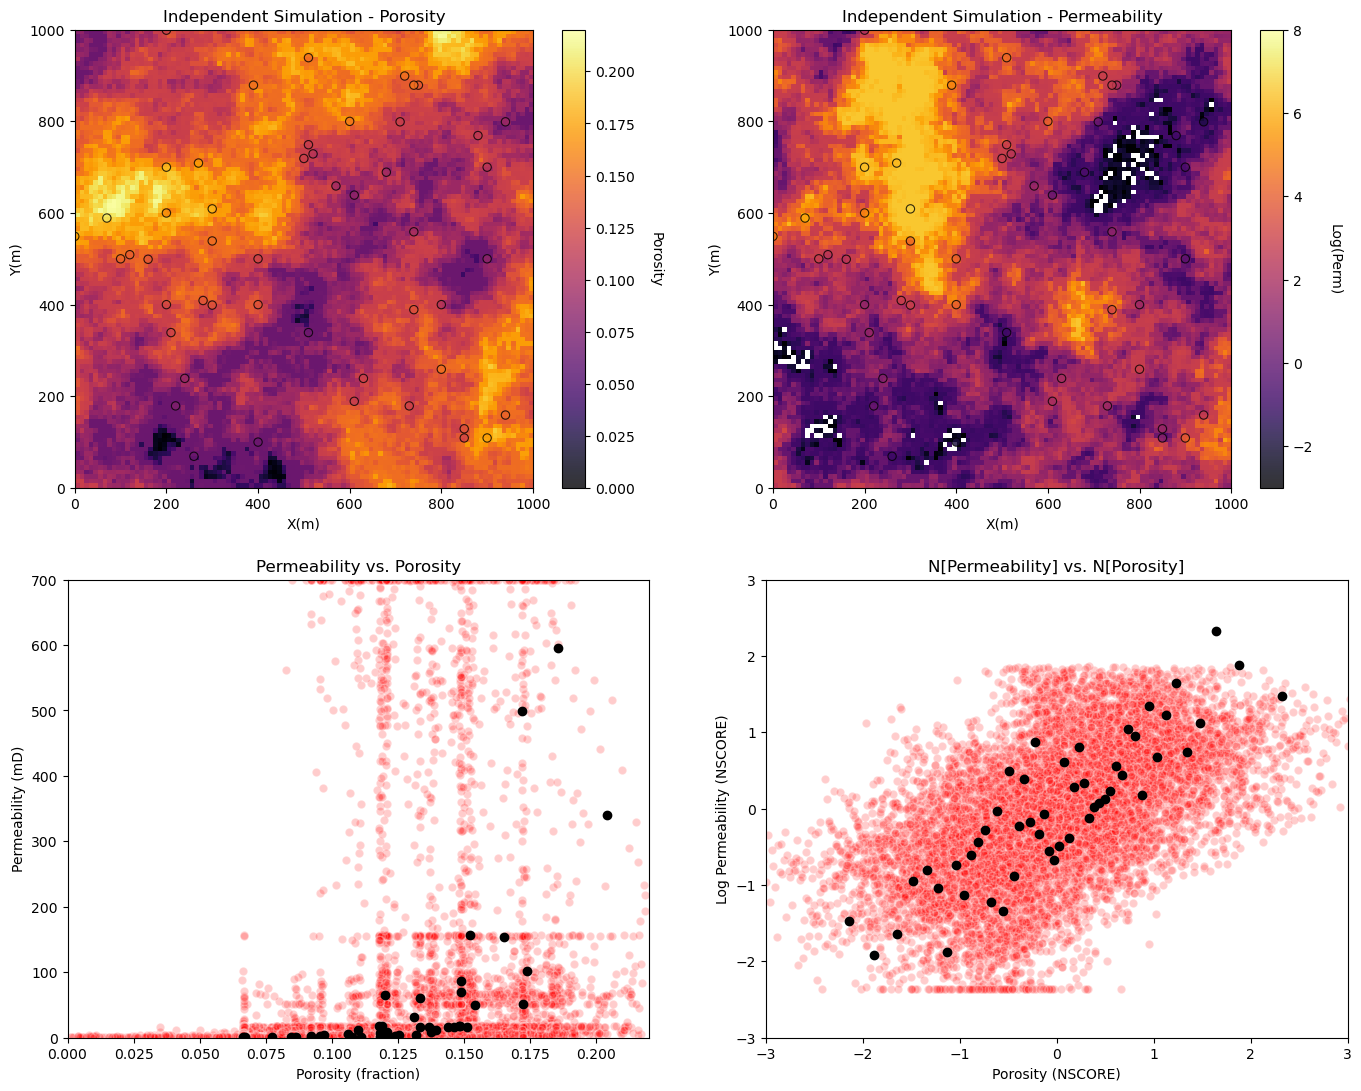 Independent Simulation - Porosity
1000
800
600
400
200
0
Y(m)
0 200 400 600 800 1000
X(m)
0.200
0.175
0.150
0.125
0.100
0.075
0.050
0.025
0.000
Porosity
Independent Simulation - Permeability
1000
800
600
400
200
0
Y(m)
0 200 400 600 800 1000
X(m)
8
6
4
2
0
−2
Log(Perm)
Permeability vs. Porosity
700
600
500
400
300
200
100
0
Permeability (mD)
0.000 0.025 0.050 0.075 0.100 0.125 0.150 0.175 0.200
Porosity (fraction)
N[Permeability] vs. N[Porosity]
3
2
1
0
−1
−2
−3
Log Permeability (NSCORE)
−3 −2 −1 0 1 2 3
Porosity (NSCORE)